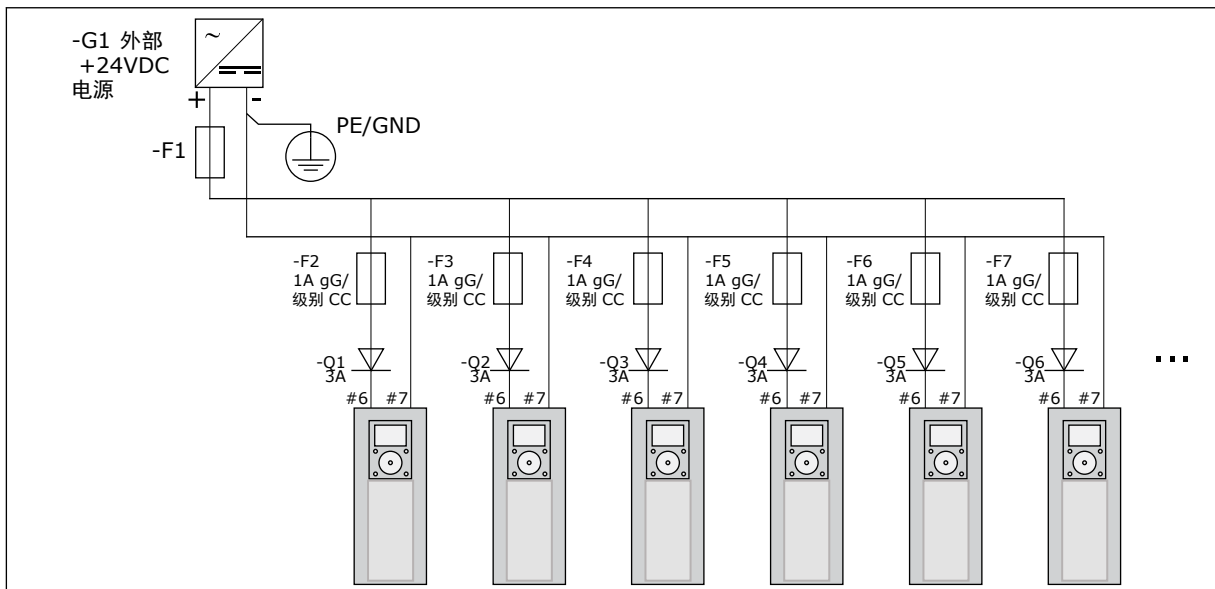 -G1 外部
+24VDC
电源
~
+ -
PE/GND
-F1
-F2
1A gG/
级别 CC
-F3
1A gG/
级别 CC
-F4
1A gG/
级别 CC
-F5
1A gG/
级别 CC
-F6
1A gG/
级别 CC
-F7
1A gG/
级别 CC
-Q1
3A
-Q2
3A
-Q3
3A
-Q4
3A
-Q5
3A
-Q6
3A
...
#6 #7
#6 #7
#6 #7
#6 #7
#6 #7
#6 #7